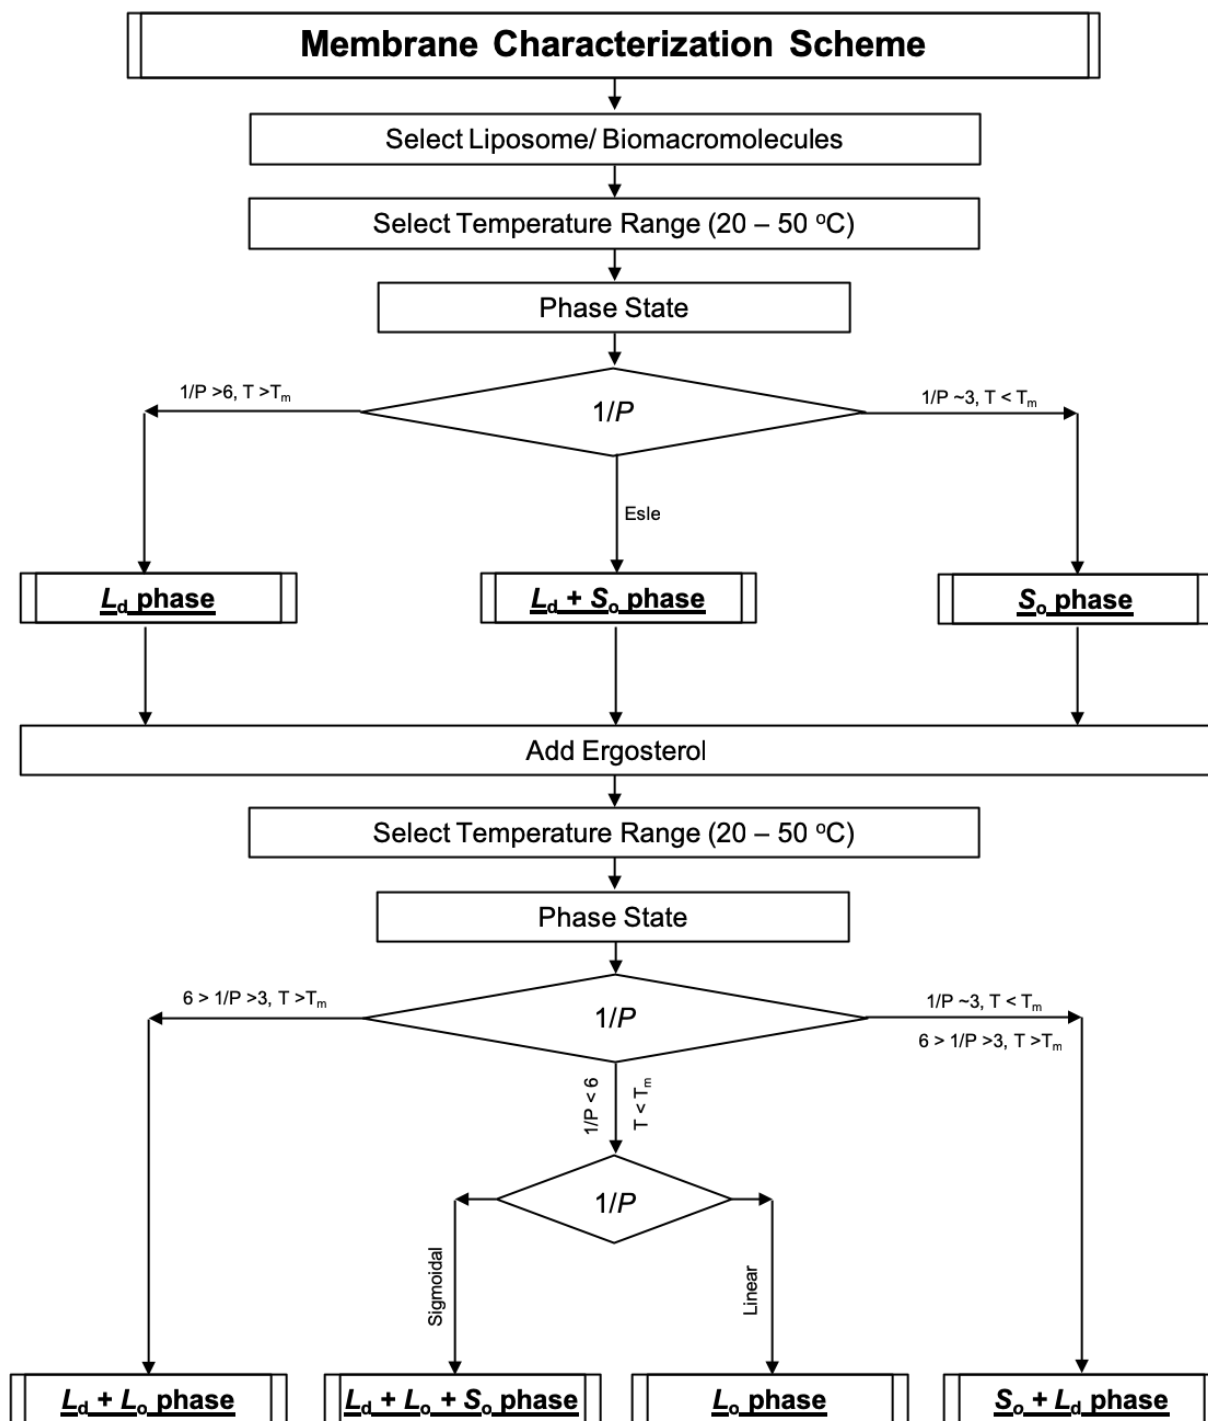 Membrane Characterization Scheme
Select Liposome/ Biomacromolecules
Select Temperature Range (20 – 50 °C)
Phase State
1/P >6, T >Tm
1/P
1/P ~3, T < Tm
Esle
Ld phase
Ld + So phase
So phase
Add Ergosterol
Select Temperature Range (20 – 50 °C)
Phase State
6 > 1/P >3, T >Tm
1/P
1/P ~3, T < Tm
6 > 1/P >3, T >Tm
1/P < 6
T < Tm
1/P
Sigmoidal
Linear
Ld + Lo phase
Ld + Lo + So phase
Lo phase
So + Ld phase